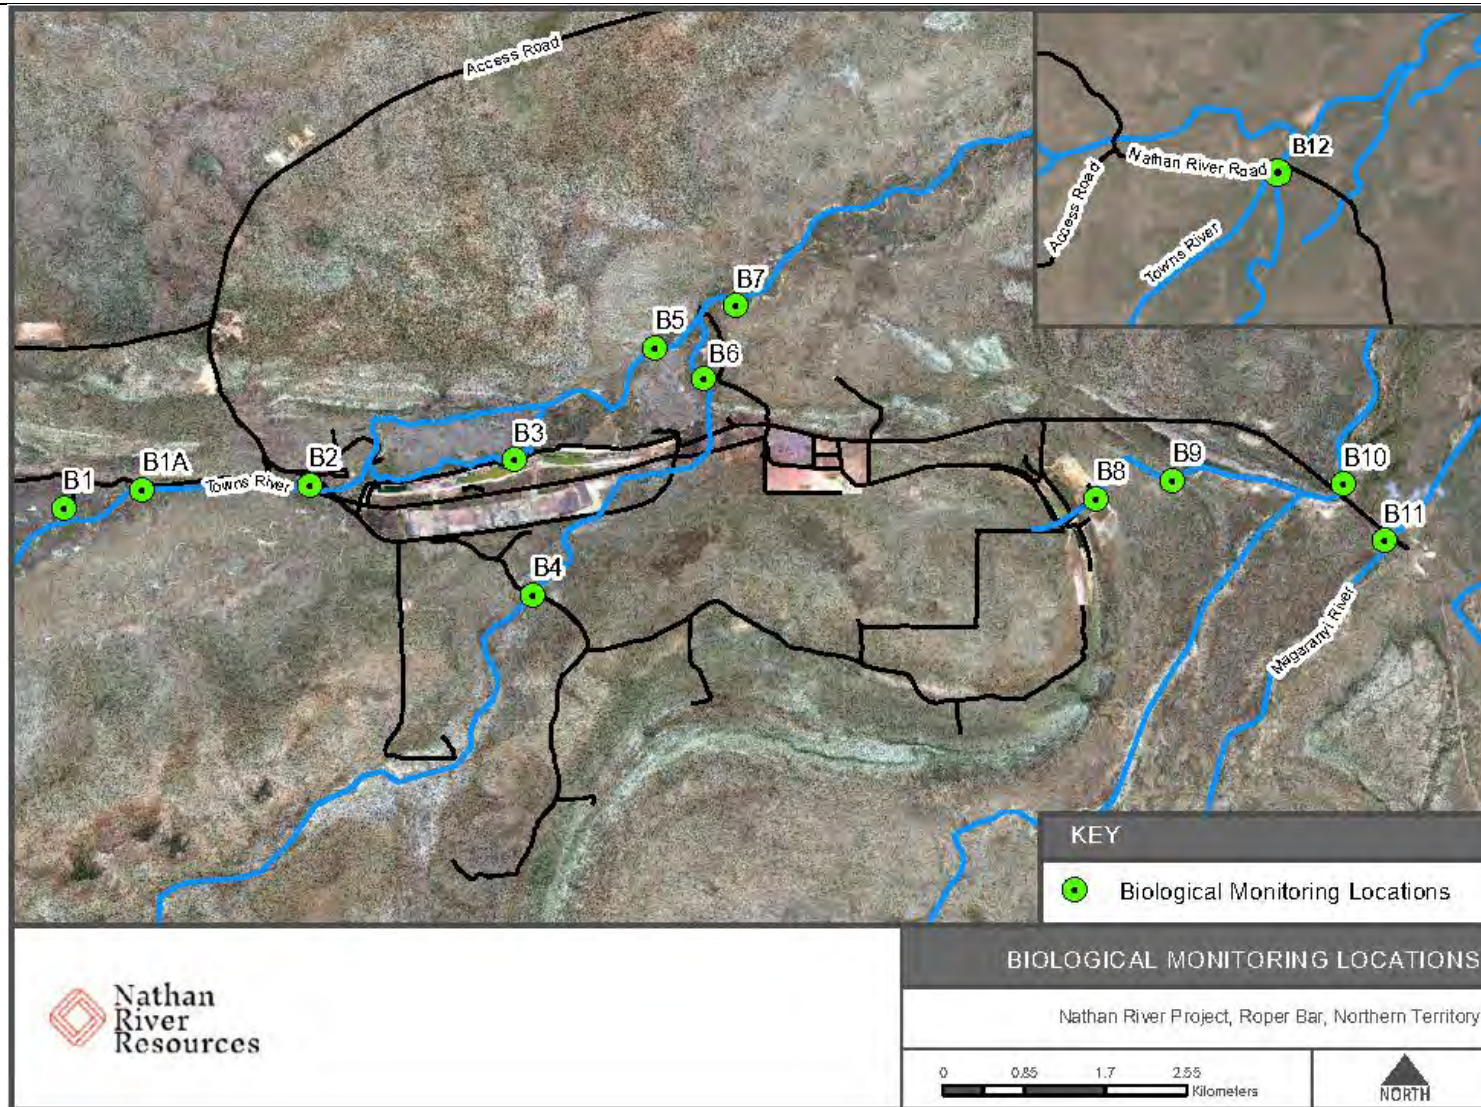 Access Road
B12
Nathan River Road
Access Road
Towns River
B7
B5
B6
B3
B2
B1A
B1
Towns River
B4
B8
B9
B10
B11
Magaranyi River
KEY
Biological Monitoring Locations
BIOLOGICAL MONITORING LOCATIONS
Nathan River Project, Roper Bar, Northern Territory
Nathan
River
Resources
0 0.85 1.7 2.55
Kilometers
NORTH